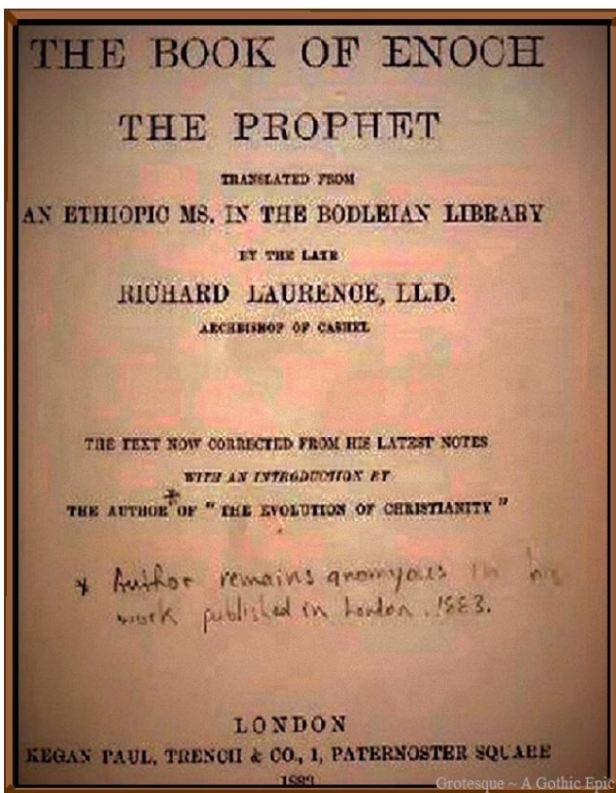 THE BOOK OF ENOCH
THE PROPHET
TRANSLATED FROM
AN ETHIOPIC MS. IN THE BODLEIAN LIBRARY
BY THE LATE
RICHARD LAURENCE, LL.D.
ARCHBISHOP OF CASHEL
THE TEXT NOW CORRECTED FROM HIS LATEST NOTES
WITH AN INTRODUCTION BY
THE AUTHOR* OF "THE EVOLUTION OF CHRISTIANITY"
* Author remains anomyous in his
work published in London. 1883.
LONDON
KEGAN PAUL, TRENCH & CO., 1, PATERNOSTER SQUARE
1883
Grotesque ~ A Gothic Epic